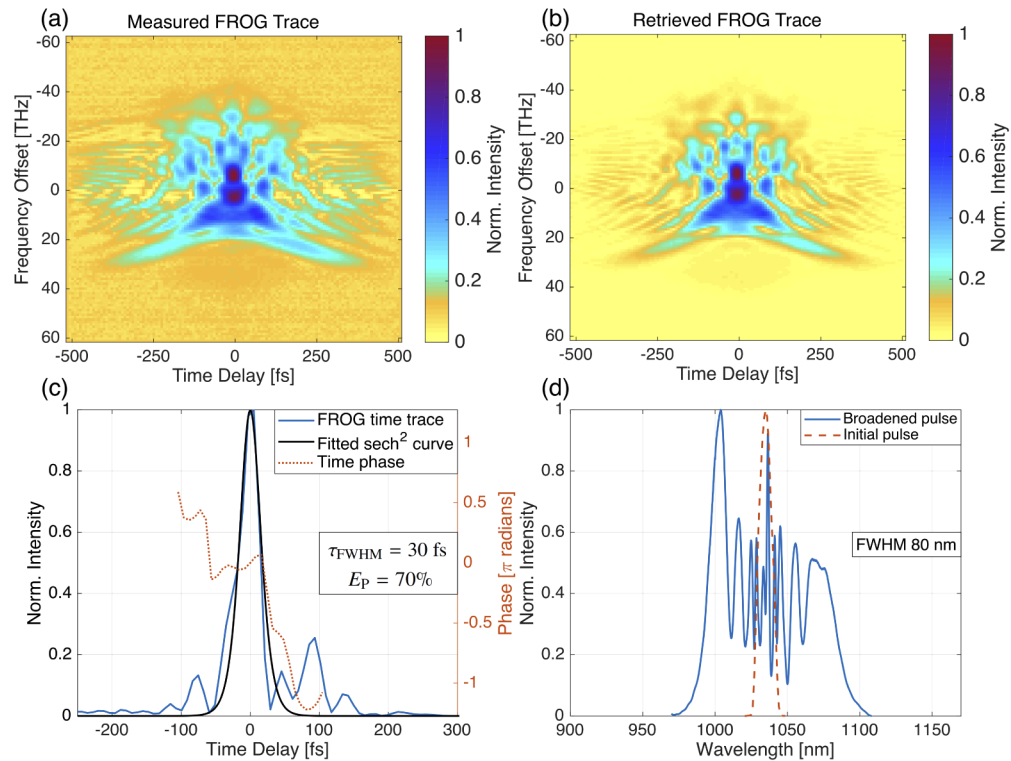 (a)
Measured FROG Trace
-60
-40
-20
0
20
40
60
Frequency Offset [THz]
-500
-250
0
250
500
Time Delay [fs]
1
0.8
0.6
0.4
0.2
0
Norm. Intensity
(b)
Retrieved FROG Trace
-60
-40
-20
0
20
40
60
Frequency Offset [THz]
-500
-250
0
250
500
Time Delay [fs]
1
0.8
0.6
0.4
0.2
0
Norm. Intensity
(c)
1
0.8
0.6
0.4
0.2
0
Norm. Intensity
FROG time trace
Fitted sech² curve
Time phase
τFWHM = 30 fs
EP = 70%
1
0.5
0
-0.5
-1
Phase [π radians]
-200
-100
0
100
200
300
Time Delay [fs]
(d)
1
0.8
0.6
0.4
0.2
0
Norm. Intensity
Broadened pulse
Initial pulse
FWHM 80 nm
900
950
1000
1050
1100
1150
Wavelength [nm]